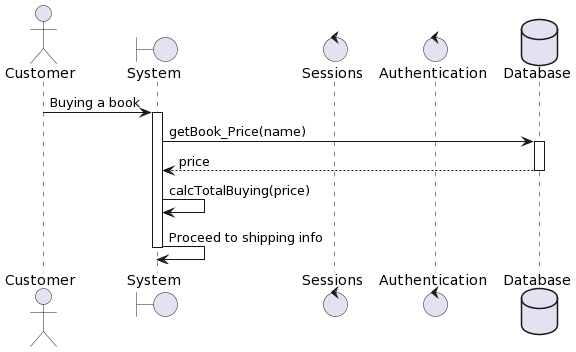 Customer System Sessions Authentication Database
Buying a book
getBook_Price(name)
price
calcTotalBuying(price)
Proceed to shipping info
Customer System Sessions Authentication Database